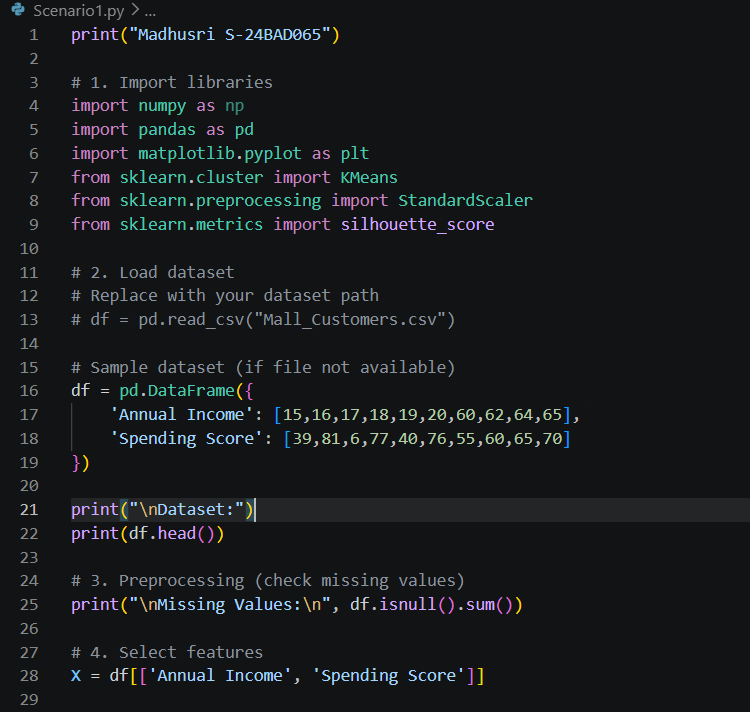 Scenario1.py > ...
1 print("Madhusri S-24BAD065")
2
3 # 1. Import libraries
4 import numpy as np
5 import pandas as pd
6 import matplotlib.pyplot as plt
7 from sklearn.cluster import KMeans
8 from sklearn.preprocessing import StandardScaler
9 from sklearn.metrics import silhouette_score
10
11 # 2. Load dataset
12 # Replace with your dataset path
13 # df = pd.read_csv("Mall_Customers.csv")
14
15 # Sample dataset (if file not available)
16 df = pd.DataFrame({
17     'Annual Income': [15,16,17,18,19,20,60,62,64,65],
18     'Spending Score': [39,81,6,77,40,76,55,60,65,70]
19 })
20
21 print("\nDataset:")
22 print(df.head())
23
24 # 3. Preprocessing (check missing values)
25 print("\nMissing Values:\n", df.isnull().sum())
26
27 # 4. Select features
28 X = df[['Annual Income', 'Spending Score']]
29